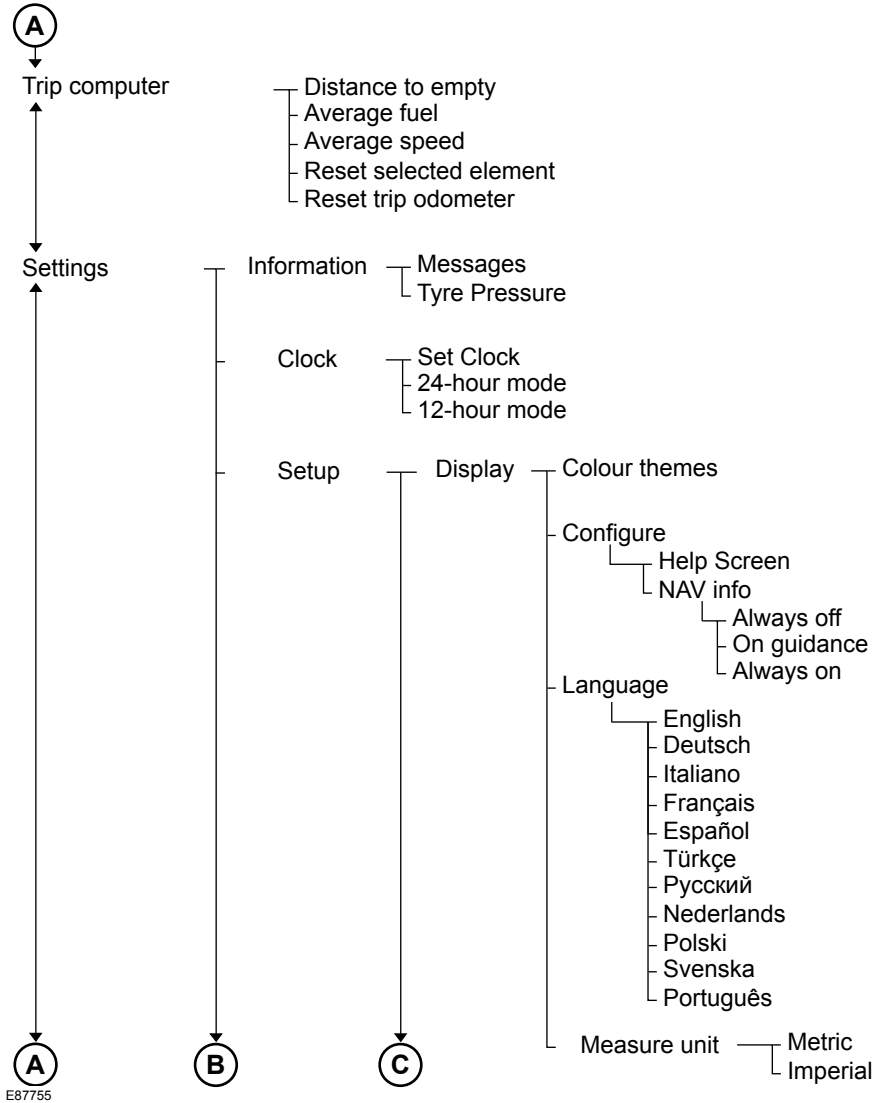 A
Trip computer
Distance to empty
Average fuel
Average speed
Reset selected element
Reset trip odometer
Settings
Information
Messages
Tyre Pressure
Clock
Set Clock
24-hour mode
12-hour mode
Setup
Display
Colour themes
Configure
Help Screen
NAV info
Always off
On guidance
Always on
Language
English
Deutsch
Italiano
Français
Español
Türkçe
Русский
Nederlands
Polski
Svenska
Português
Measure unit
Metric
Imperial
A
B
C
E87755